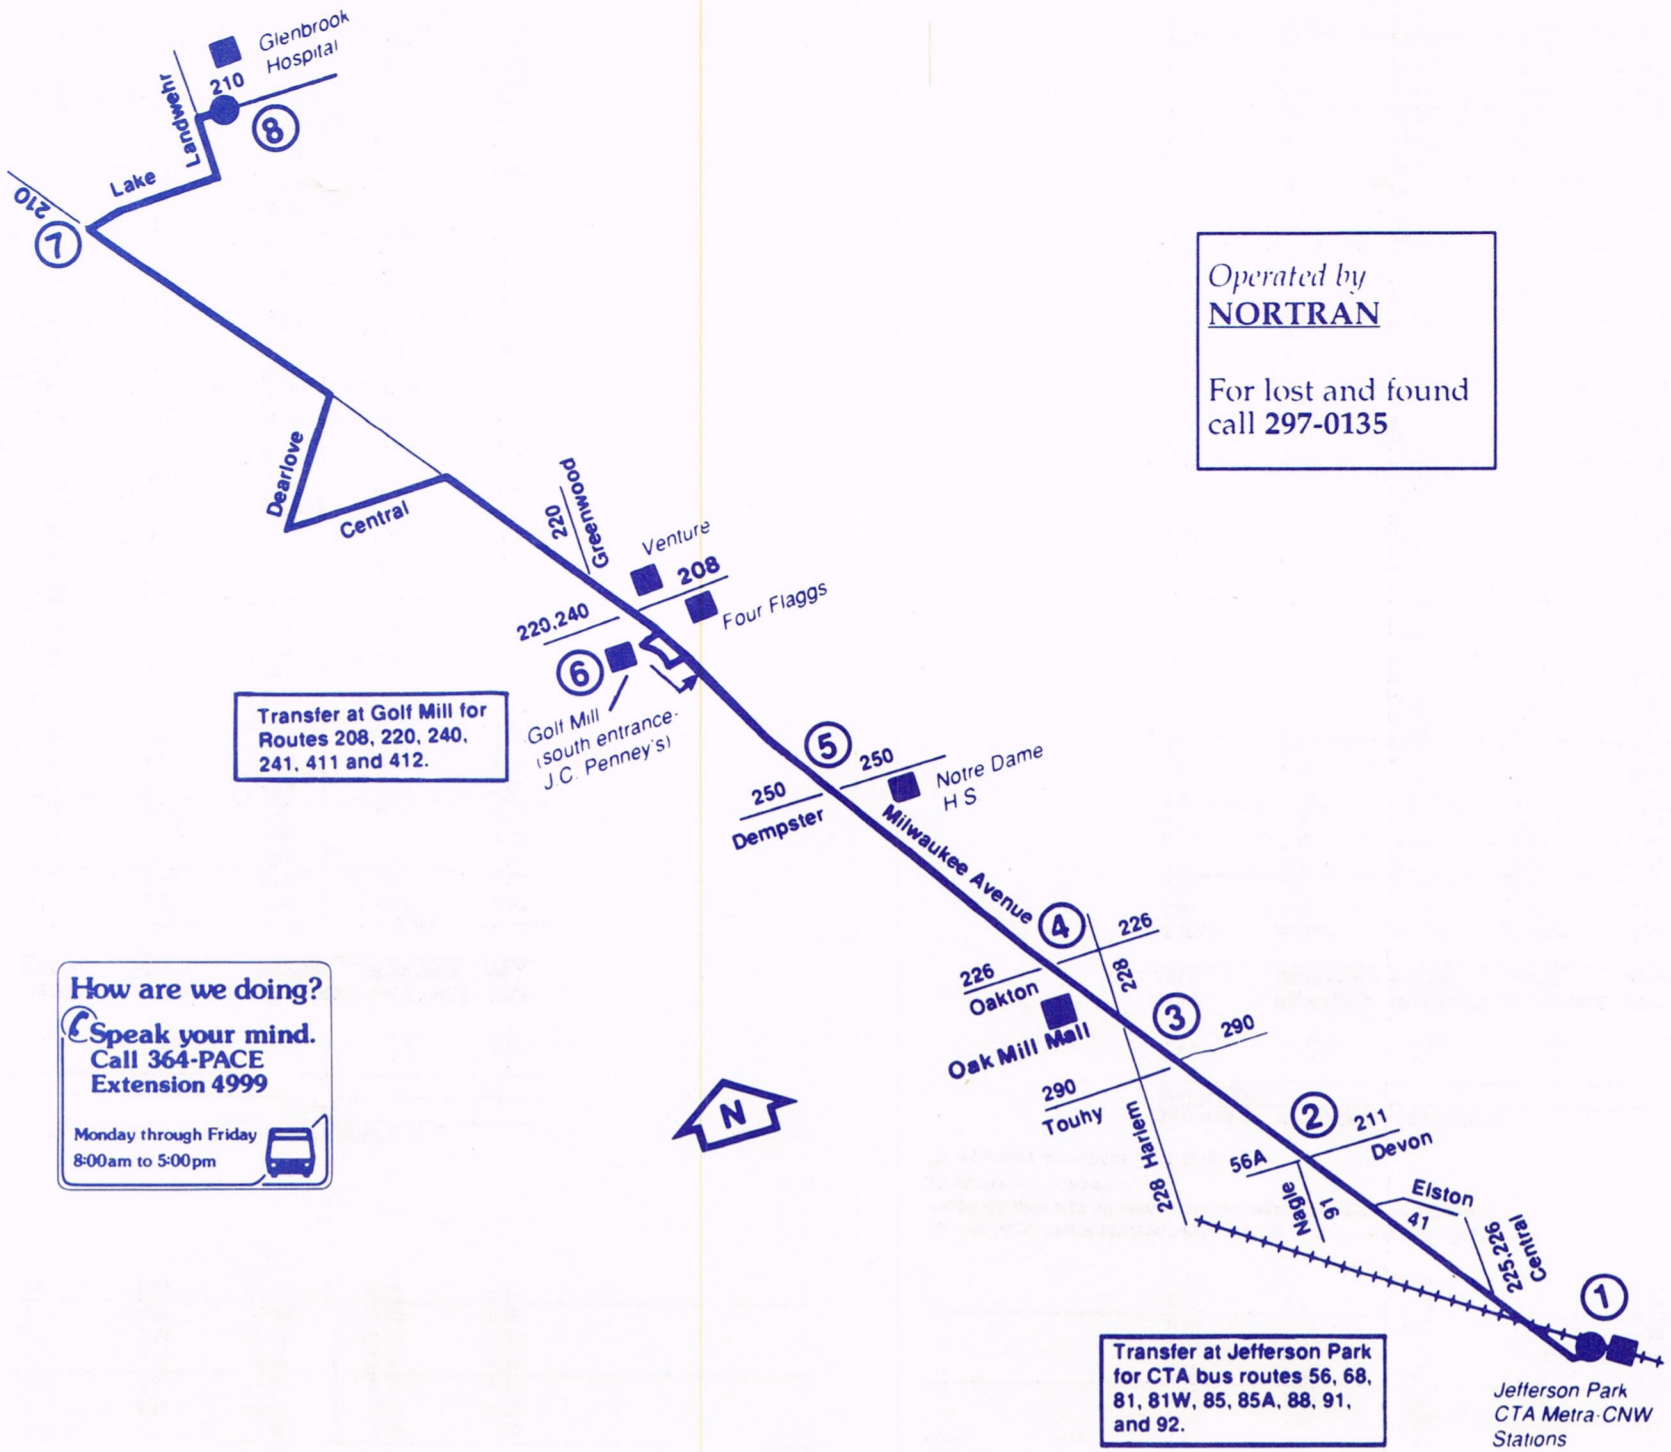 Glenbrook
Hospital
210
Landwehr
8
Lake
210
7
Operated by
NORTRAN
For lost and found
call 297-0135
Dearlove
Central
220
Greenwood
Venture
208
Four Flaggs
220,240
6
Golf Mill
(south entrance-
J.C. Penney's)
Transfer at Golf Mill for
Routes 208, 220, 240,
241, 411 and 412.
5
250
Notre Dame
H S
250
Dempster
Milwaukee Avenue
4
226
228
226
Oakton
Oak Mill Mall
3
290
290
Touhy
228 Harlem
How are we doing?
Speak your mind.
Call 364-PACE
Extension 4999
Monday through Friday
8:00am to 5:00pm
N
2
211
Devon
56A
Nagle
91
Elston
41
225,226
Central
1
Transfer at Jefferson Park
for CTA bus routes 56, 68,
81, 81W, 85, 85A, 88, 91,
and 92.
Jefferson Park
CTA Metra-CNW
Stations